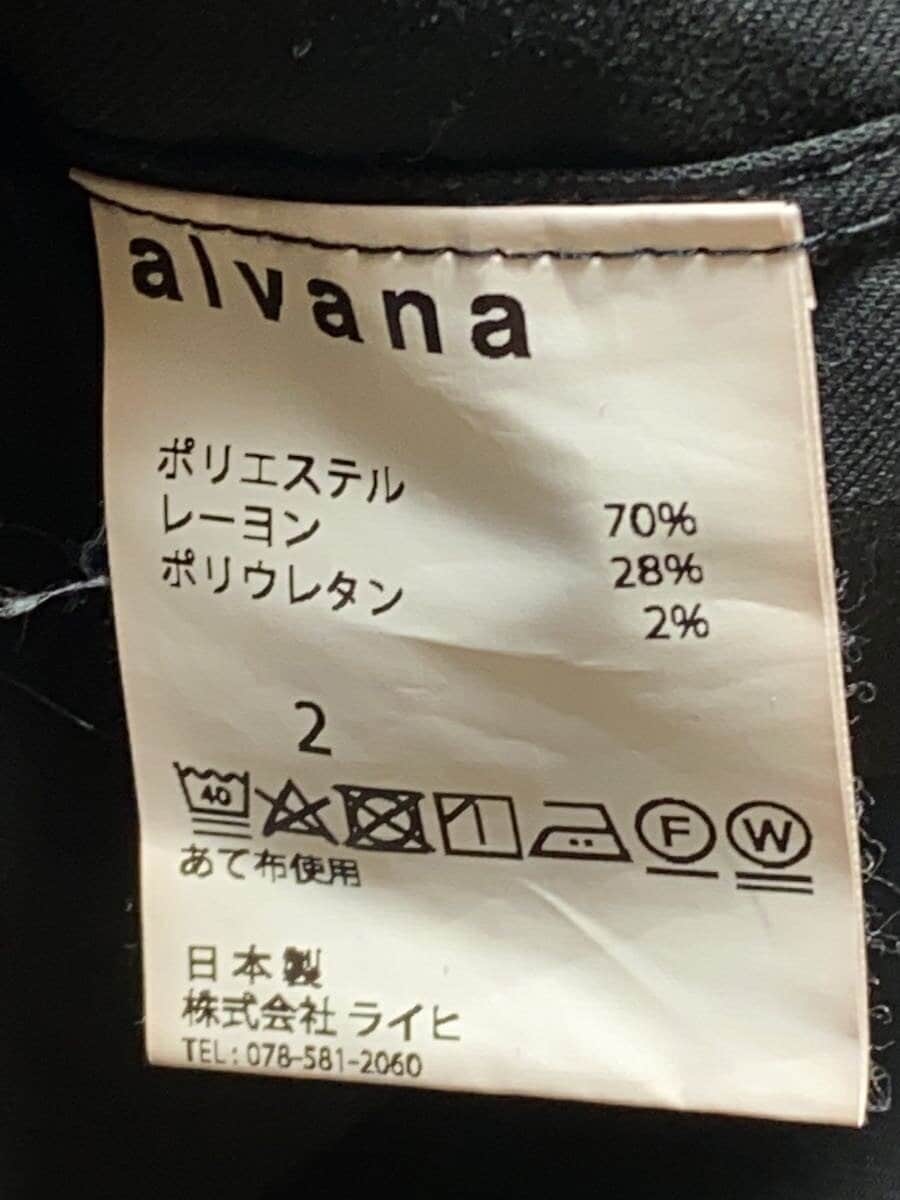 alvana
ポリエステル 70%
レーヨン 28%
ポリウレタン 2%
2
40 F W
あて布使用
日本製
株式会社 ライヒ
TEL:078-581-2060